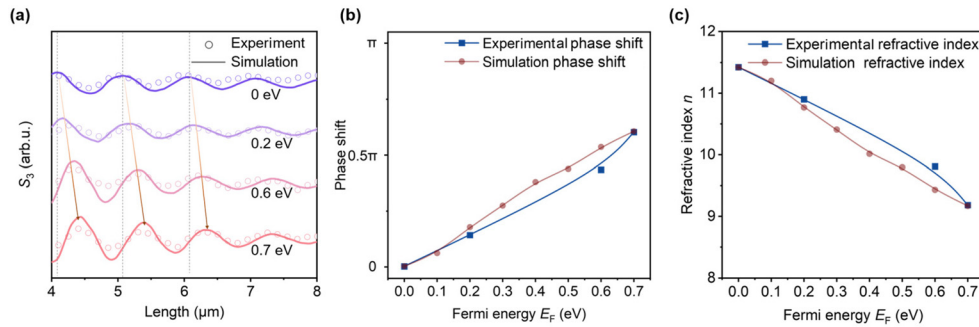 (a)
Experiment
Simulation
0 eV
0.2 eV
0.6 eV
0.7 eV
S3 (arb.u.)
4 5 6 7 8
Length (μm)
(b)
π
0.5π
0
Phase shift
Experimental phase shift
Simulation phase shift
0.0 0.1 0.2 0.3 0.4 0.5 0.6 0.7
Fermi energy EF (eV)
(c)
12
11
10
9
8
Refractive index n
Experimental refractive index
Simulation refractive index
0.0 0.1 0.2 0.3 0.4 0.5 0.6 0.7
Fermi energy EF (eV)